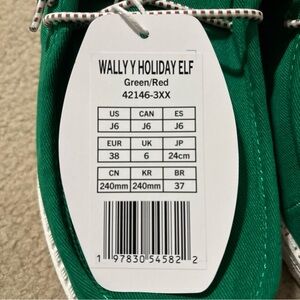 WALLY Y HOLIDAY ELF
Green/Red
42146-3XX
US CAN ES
J6 J6 J6
EUR UK JP
38 6 24cm
CN KR BR
240mm 240mm 37
1 97830 54582 2